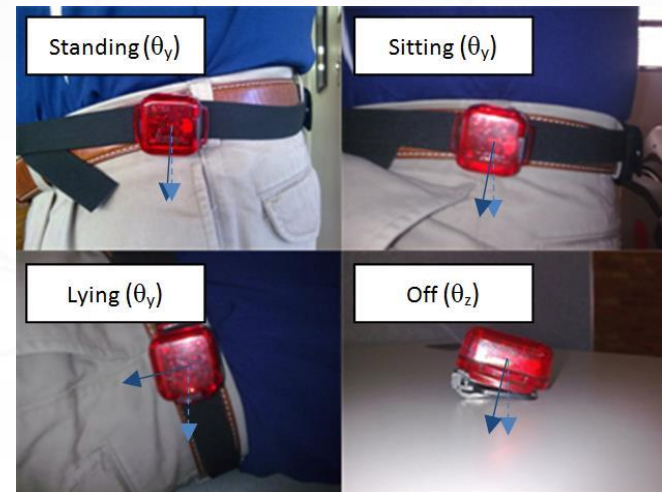 Standing (θy)
Sitting (θy)
Lying (θy)
Off (θz)